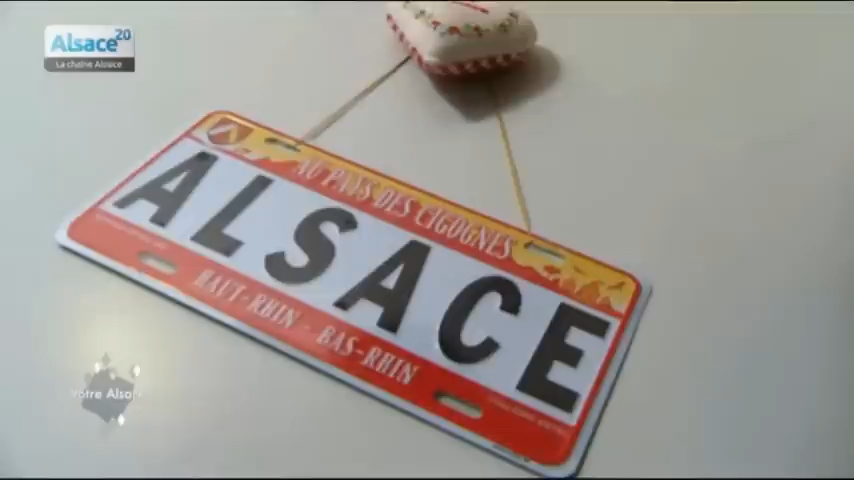 Alsace20
La chaîne Alsace
AU PAYS DES CIGOGNES
ALSACE
HAUT-RHIN - BAS-RHIN
Votre Alsace